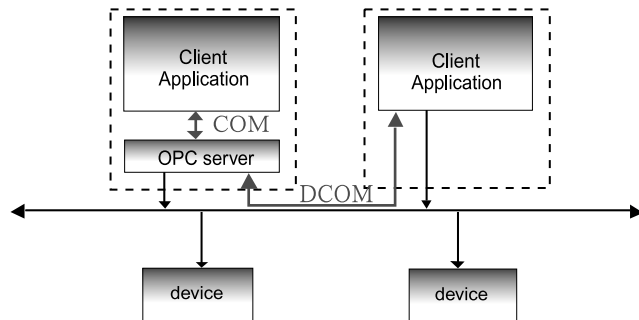 Client
Application
Client
Application
COM
OPC server
DCOM
device
device